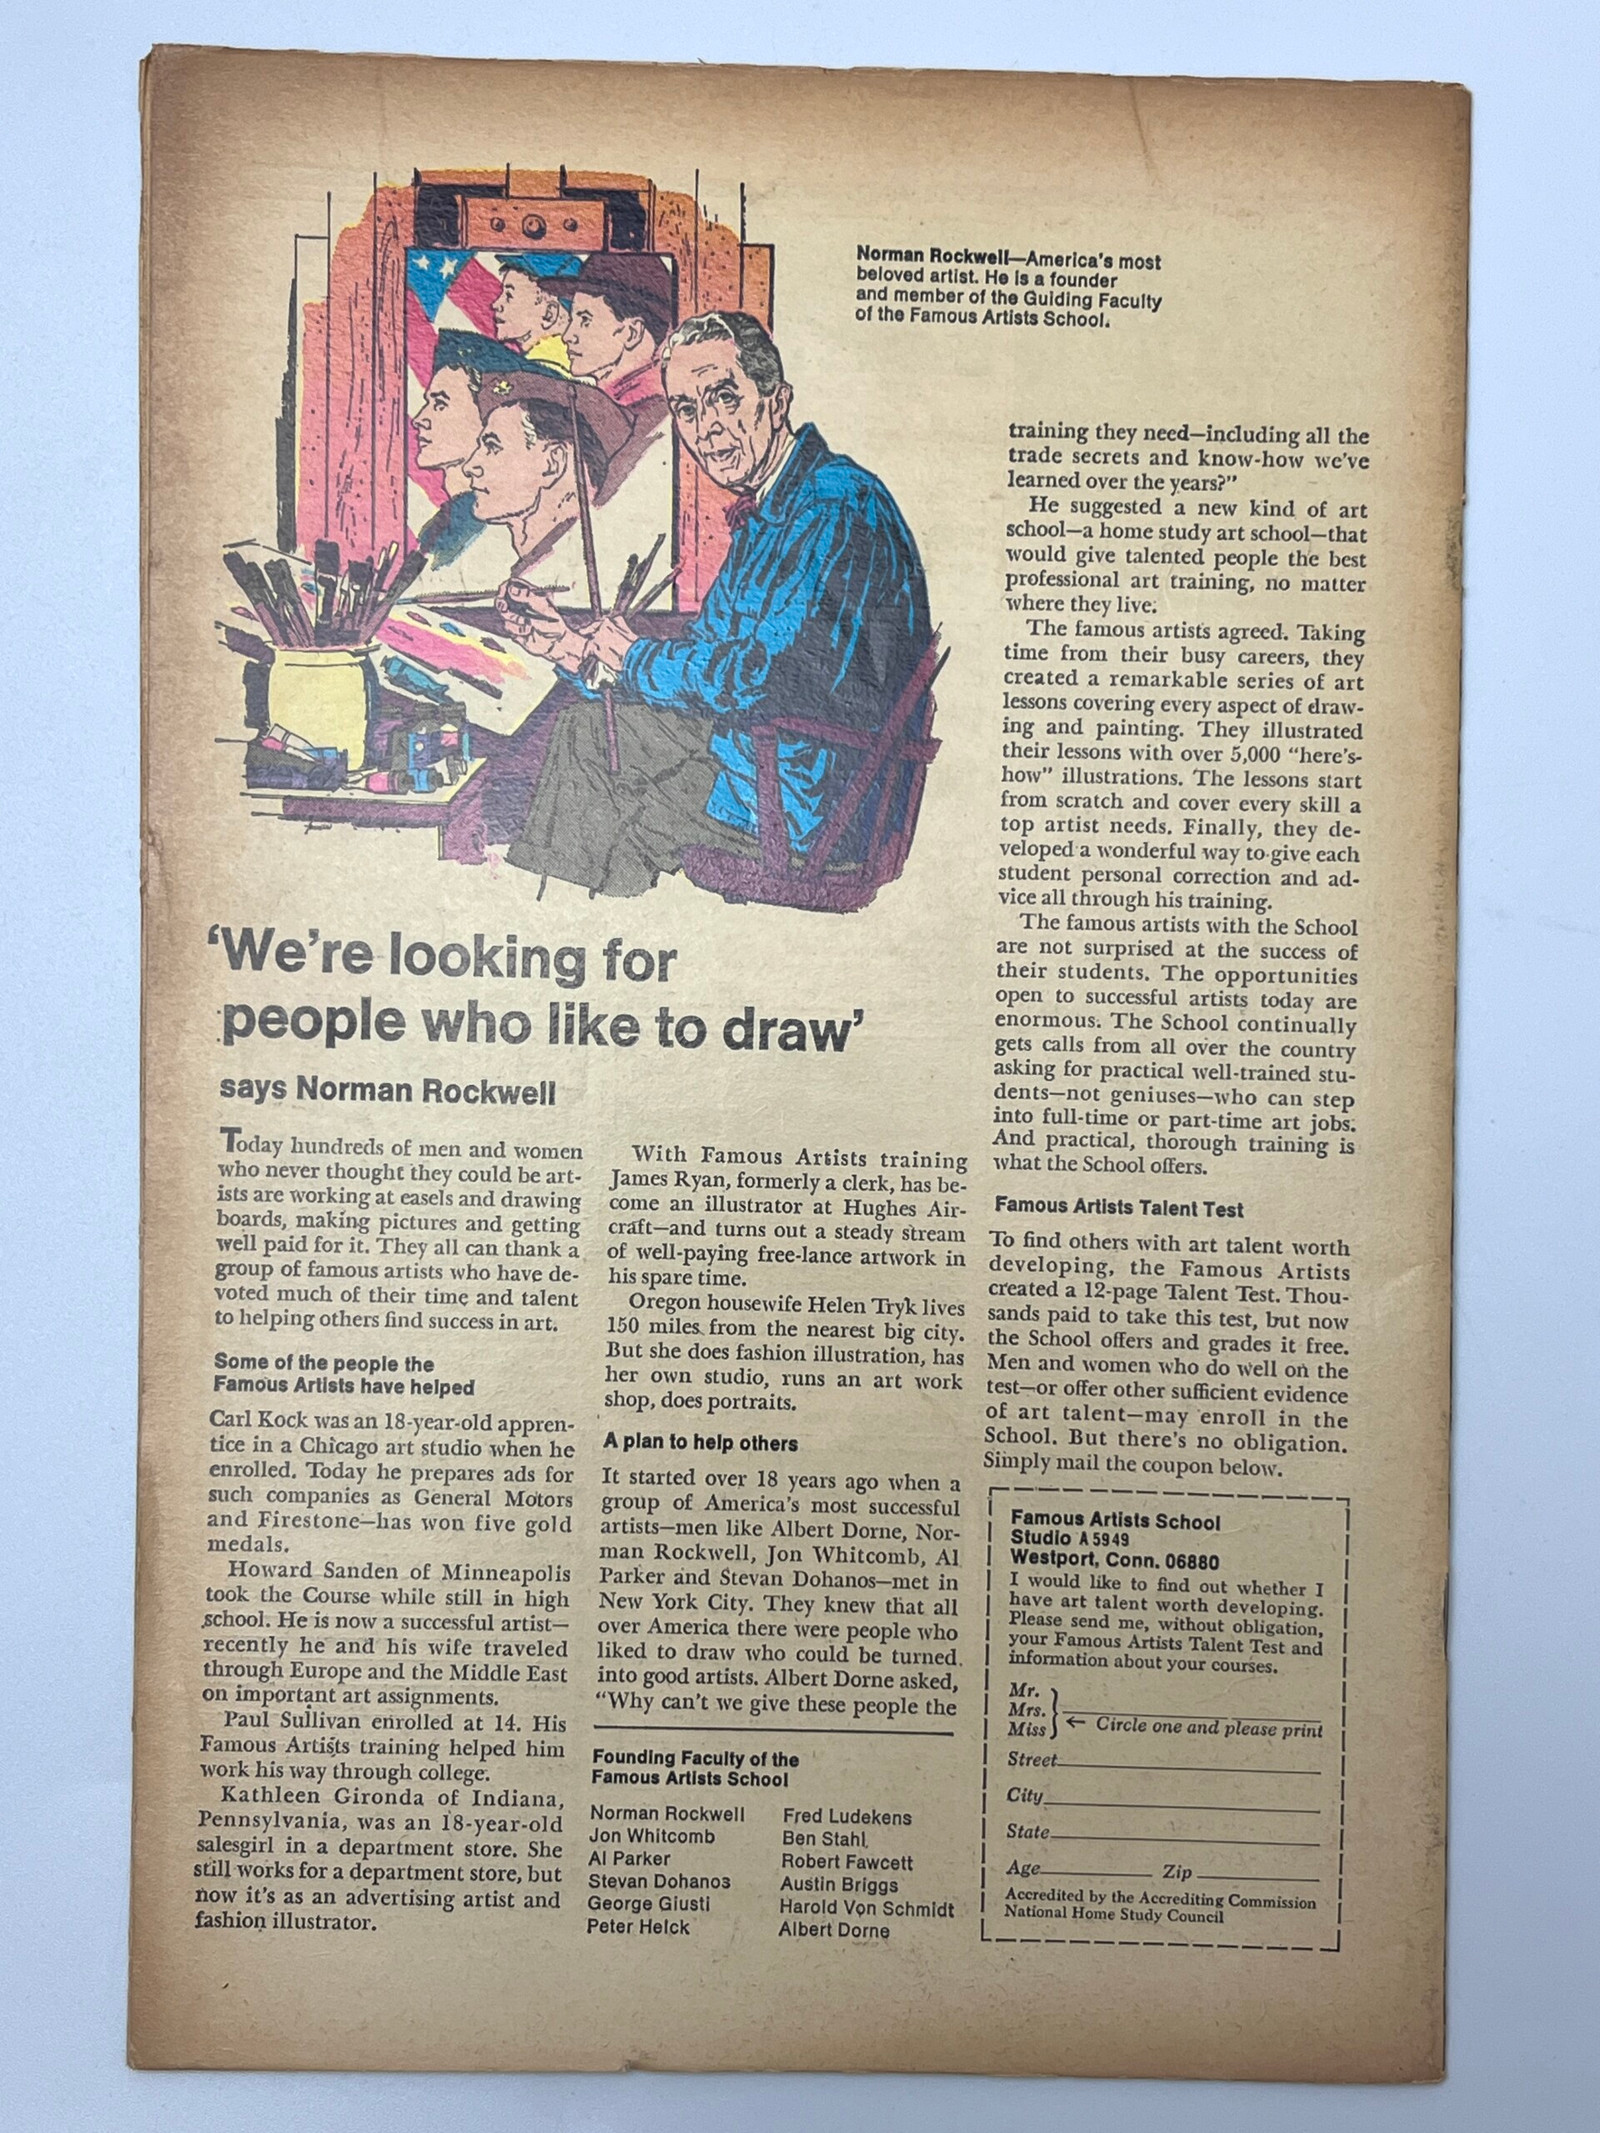 Norman Rockwell—America's most
beloved artist. He is a founder
and member of the Guiding Faculty
of the Famous Artists School.
'We're looking for
people who like to draw'
says Norman Rockwell
Today hundreds of men and women
who never thought they could be art-
ists are working at easels and drawing
boards, making pictures and getting
well paid for it. They all can thank a
group of famous artists who have de-
voted much of their time and talent
to helping others find success in art.
Some of the people the
Famous Artists have helped
Carl Kock was an 18-year-old appren-
tice in a Chicago art studio when he
enrolled. Today he prepares ads for
such companies as General Motors
and Firestone—has won five gold
medals.
Howard Sanden of Minneapolis
took the Course while still in high
school. He is now a successful artist—
recently he and his wife traveled
through Europe and the Middle East
on important art assignments.
Paul Sullivan enrolled at 14. His
Famous Artists training helped him
work his way through college.
Kathleen Gironda of Indiana,
Pennsylvania, was an 18-year-old
salesgirl in a department store. She
still works for a department store, but
now it's as an advertising artist and
fashion illustrator.
With Famous Artists training
James Ryan, formerly a clerk, has be-
come an illustrator at Hughes Air-
craft—and turns out a steady stream
of well-paying free-lance artwork in
his spare time.
Oregon housewife Helen Tryk lives
150 miles from the nearest big city.
But she does fashion illustration, has
her own studio, runs an art work
shop, does portraits.
A plan to help others
It started over 18 years ago when a
group of America's most successful
artists—men like Albert Dorne, Nor-
man Rockwell, Jon Whitcomb, Al
Parker and Stevan Dohanos—met in
New York City. They knew that all
over America there were people who
liked to draw who could be turned
into good artists. Albert Dorne asked,
"Why can't we give these people the
training they need—including all the
trade secrets and know-how we've
learned over the years?"
He suggested a new kind of art
school—a home study art school—that
would give talented people the best
professional art training, no matter
where they live.
The famous artists agreed. Taking
time from their busy careers, they
created a remarkable series of art
lessons covering every aspect of draw-
ing and painting. They illustrated
their lessons with over 5,000 "here's-
how" illustrations. The lessons start
from scratch and cover every skill a
top artist needs. Finally, they de-
veloped a wonderful way to give each
student personal correction and ad-
vice all through his training.
The famous artists with the School
are not surprised at the success of
their students. The opportunities
open to successful artists today are
enormous. The School continually
gets calls from all over the country
asking for practical well-trained stu-
dents—not geniuses—who can step
into full-time or part-time art jobs.
And practical, thorough training is
what the School offers.
Famous Artists Talent Test
To find others with art talent worth
developing, the Famous Artists
created a 12-page Talent Test. Thou-
sands paid to take this test, but now
the School offers and grades it free.
Men and women who do well on the
test—or offer other sufficient evidence
of art talent—may enroll in the
School. But there's no obligation.
Simply mail the coupon below.
Founding Faculty of the
Famous Artists School
Norman Rockwell
Jon Whitcomb
Al Parker
Stevan Dohanos
George Giusti
Peter Helck
Fred Ludekens
Ben Stahl
Robert Fawcett
Austin Briggs
Harold Von Schmidt
Albert Dorne
Famous Artists School
Studio A5949
Westport, Conn. 06880
I would like to find out whether I
have art talent worth developing.
Please send me, without obligation,
your Famous Artists Talent Test and
information about your courses.
Mr.
Mrs.
Miss ← Circle one and please print
Street
City
State
Age Zip
Accredited by the Accrediting Commission
National Home Study Council